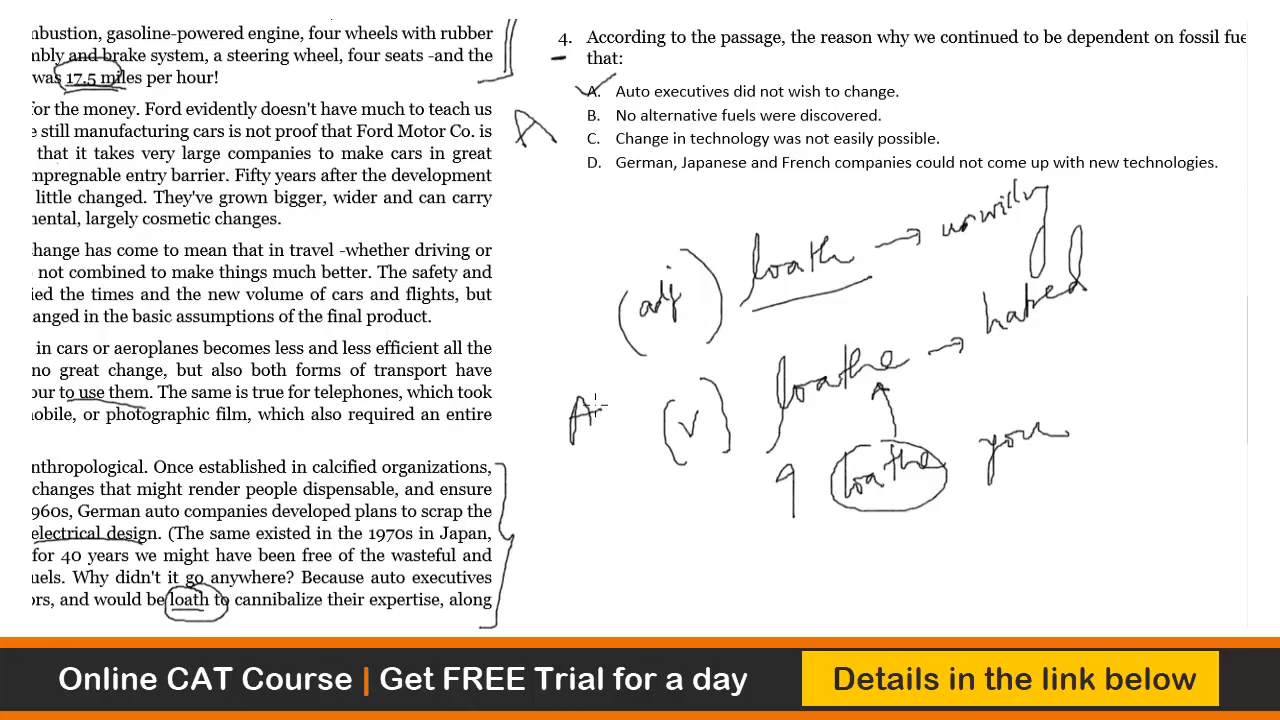 nbustion, gasoline-powered engine, four wheels with rubber
nbly and brake system, a steering wheel, four seats -and the
was 17.5 miles per hour!
for the money. Ford evidently doesn't have much to teach us
e still manufacturing cars is not proof that Ford Motor Co. is
that it takes very large companies to make cars in great
impregnable entry barrier. Fifty years after the development
little changed. They've grown bigger, wider and can carry
nental, largely cosmetic changes.
change has come to mean that in travel -whether driving or
not combined to make things much better. The safety and
ied the times and the new volume of cars and flights, but
anged in the basic assumptions of the final product.
in cars or aeroplanes becomes less and less efficient all the
no great change, but also both forms of transport have
our to use them. The same is true for telephones, which took
nobile, or photographic film, which also required an entire
nthropological. Once established in calcified organizations,
changes that might render people dispensable, and ensure
960s, German auto companies developed plans to scrap the
electrical design. (The same existed in the 1970s in Japan,
for 40 years we might have been free of the wasteful and
uels. Why didn't it go anywhere? Because auto executives
ors, and would be loath to cannibalize their expertise, along
4. According to the passage, the reason why we continued to be dependent on fossil fue
that:
A. Auto executives did not wish to change.
B. No alternative fuels were discovered.
C. Change in technology was not easily possible.
D. German, Japanese and French companies could not come up with new technologies.
A
(adj) loath → unwilling
A (v) loathe → hatred
I loathe you
Online CAT Course | Get FREE Trial for a day
Details in the link below